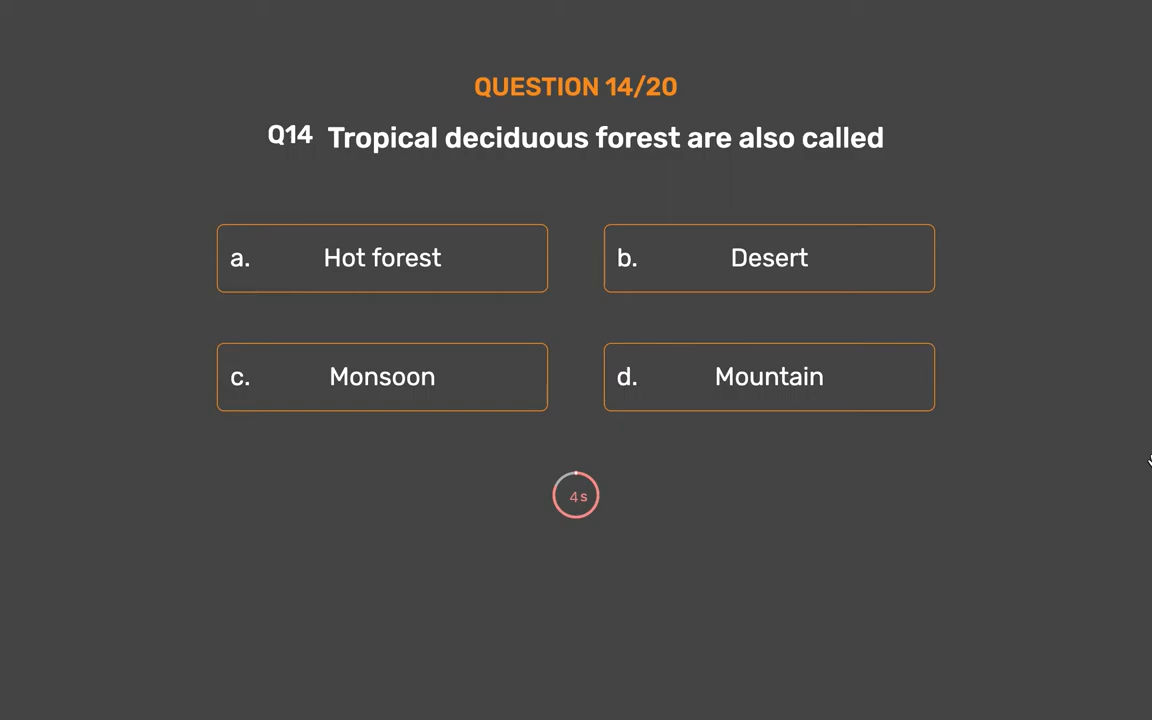 QUESTION 14/20
Q14 Tropical deciduous forest are also called
a. Hot forest
b. Desert
c. Monsoon
d. Mountain
4s